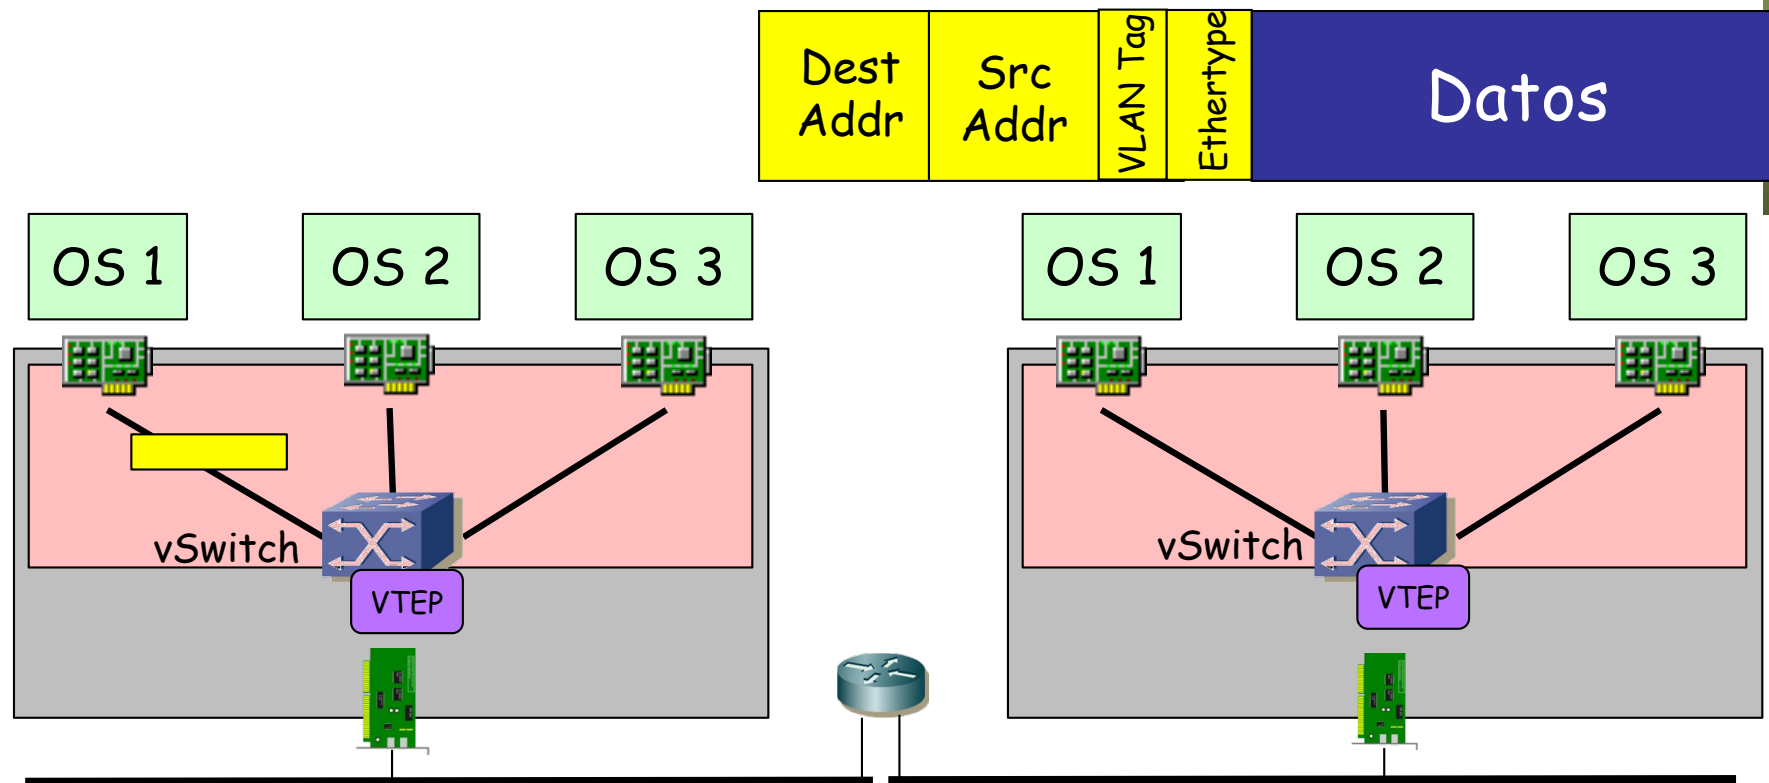 Dest
Addr
Src
Addr
VLAN Tag
Ethertype
Datos
OS 1
OS 2
OS 3
OS 1
OS 2
OS 3
vSwitch
VTEP
vSwitch
VTEP